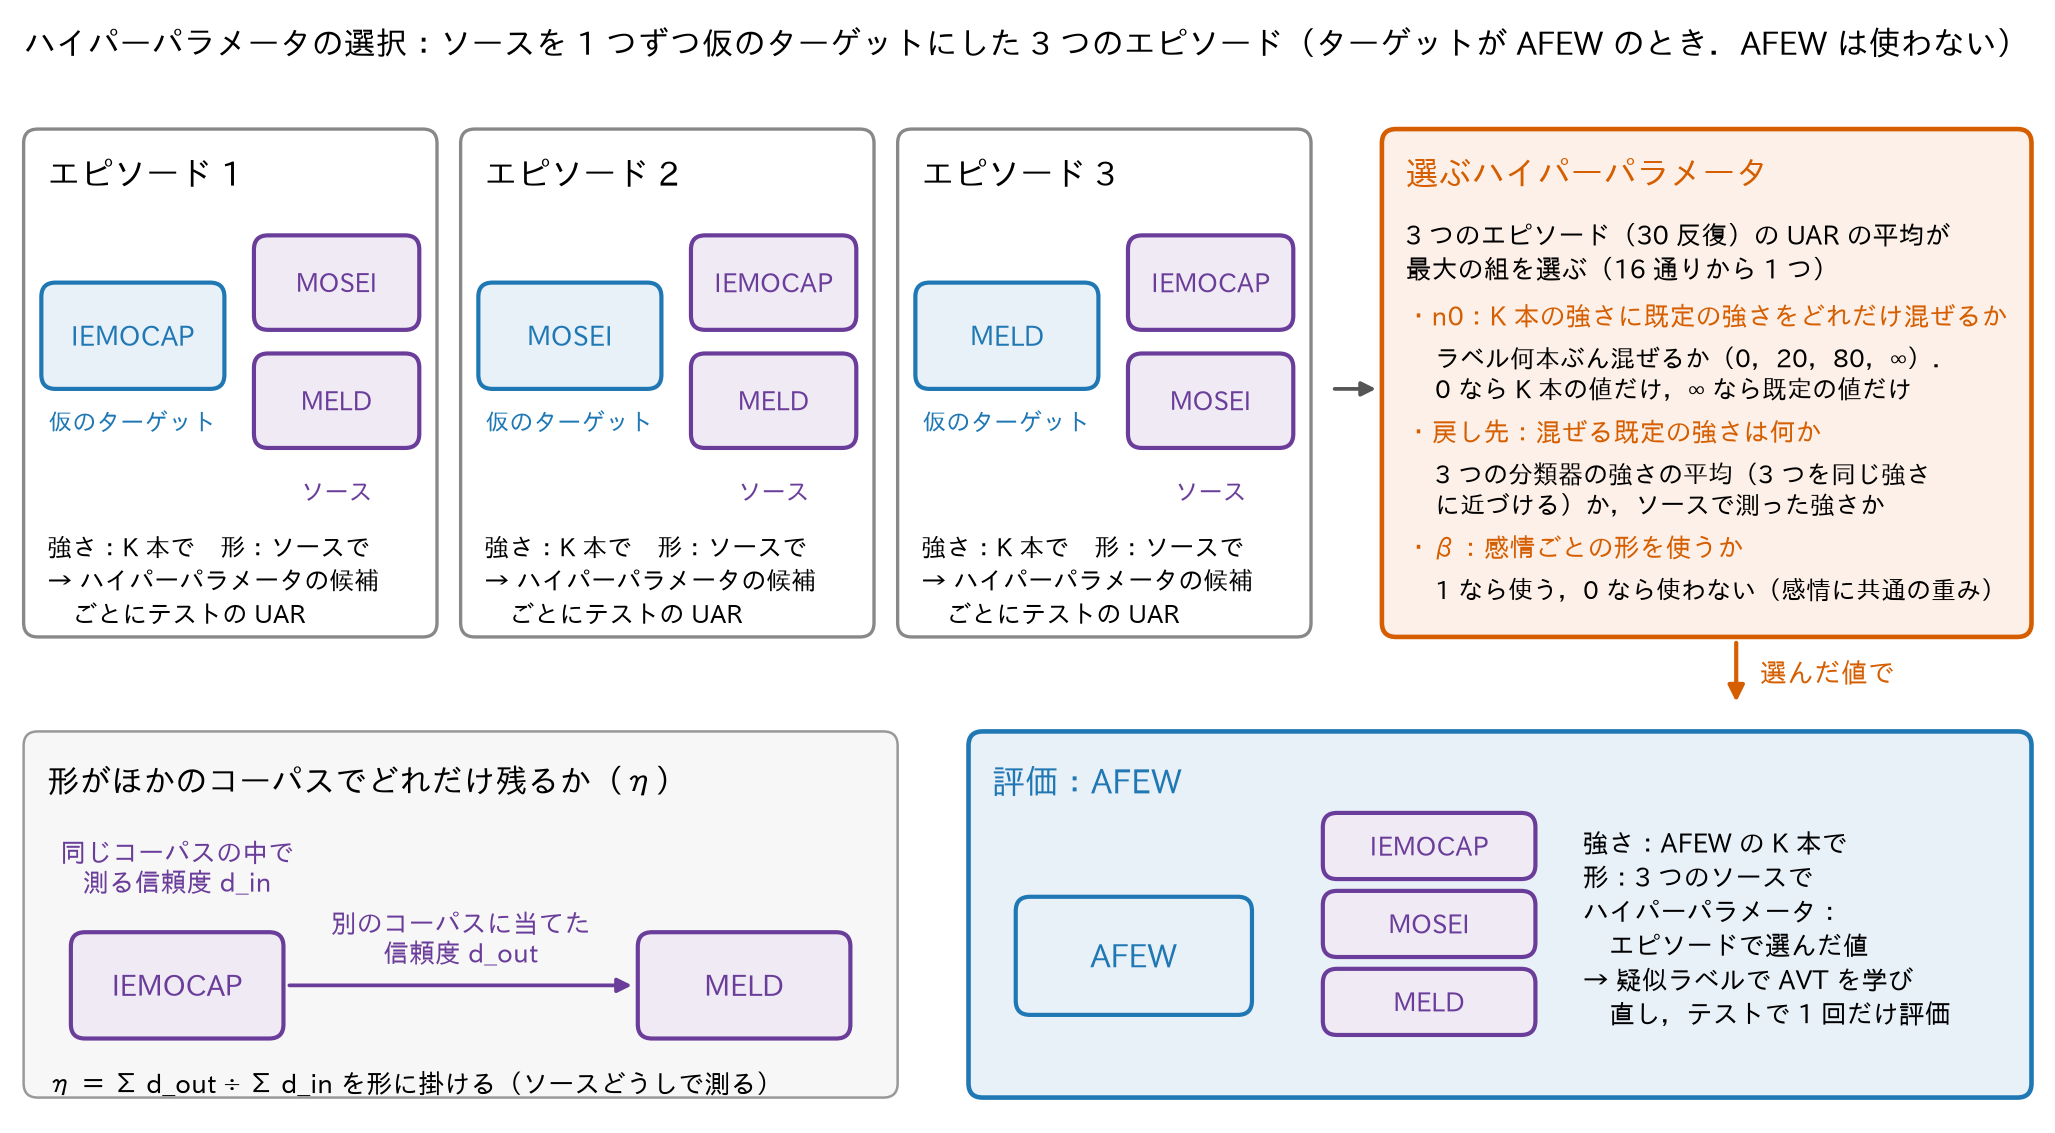 ハイパーパラメータの選択：ソースを 1 つずつ仮のターゲットにした 3 つのエピソード（ターゲットが AFEW のとき．AFEW は使わない）
エピソード 1
MOSEI
IEMOCAP
MELD
仮のターゲット
ソース
強さ：K 本で　形：ソースで
→ ハイパーパラメータの候補
ごとにテストの UAR
エピソード 2
IEMOCAP
MOSEI
MELD
仮のターゲット
ソース
強さ：K 本で　形：ソースで
→ ハイパーパラメータの候補
ごとにテストの UAR
エピソード 3
IEMOCAP
MELD
MOSEI
仮のターゲット
ソース
強さ：K 本で　形：ソースで
→ ハイパーパラメータの候補
ごとにテストの UAR
選ぶハイパーパラメータ
3 つのエピソード（30 反復）の UAR の平均が
最大の組を選ぶ（16 通りから 1 つ）
・n0：K 本の強さに既定の強さをどれだけ混ぜるか
ラベル何本ぶん混ぜるか（0，20，80，∞）．
0 なら K 本の値だけ，∞ なら既定の値だけ
・戻し先：混ぜる既定の強さは何か
3 つの分類器の強さの平均（3 つを同じ強さ
に近づける）か，ソースで測った強さか
・β：感情ごとの形を使うか
1 なら使う，0 なら使わない（感情に共通の重み）
選んだ値で
形がほかのコーパスでどれだけ残るか（η）
同じコーパスの中で
測る信頼度 d_in
別のコーパスに当てた
信頼度 d_out
IEMOCAP
MELD
η ＝ Σ d_out ÷ Σ d_in を形に掛ける（ソースどうしで測る）
評価：AFEW
AFEW
IEMOCAP
MOSEI
MELD
強さ：AFEW の K 本で
形：3 つのソースで
ハイパーパラメータ：
エピソードで選んだ値
→ 疑似ラベルで AVT を学び
直し，テストで 1 回だけ評価